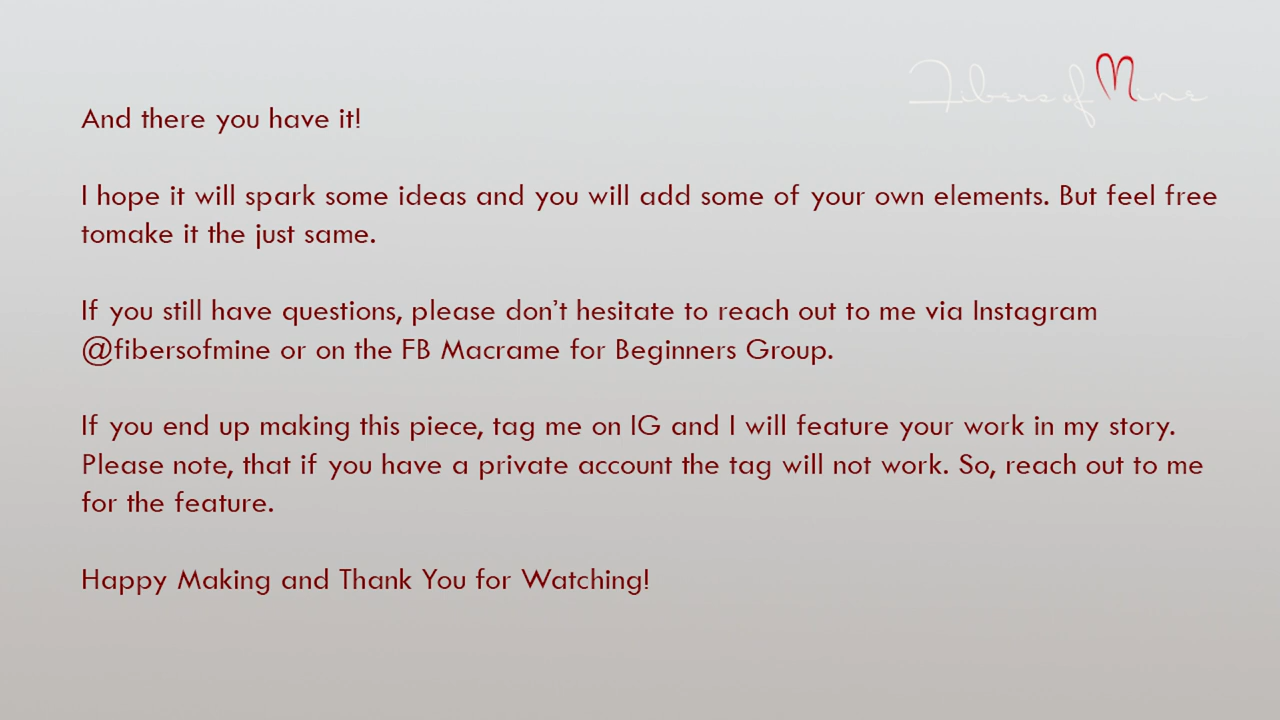 Fibers of Mine
And there you have it!
I hope it will spark some ideas and you will add some of your own elements. But feel free
tomake it the just same.
If you still have questions, please don’t hesitate to reach out to me via Instagram
@fibersofmine or on the FB Macrame for Beginners Group.
If you end up making this piece, tag me on IG and I will feature your work in my story.
Please note, that if you have a private account the tag will not work. So, reach out to me
for the feature.
Happy Making and Thank You for Watching!